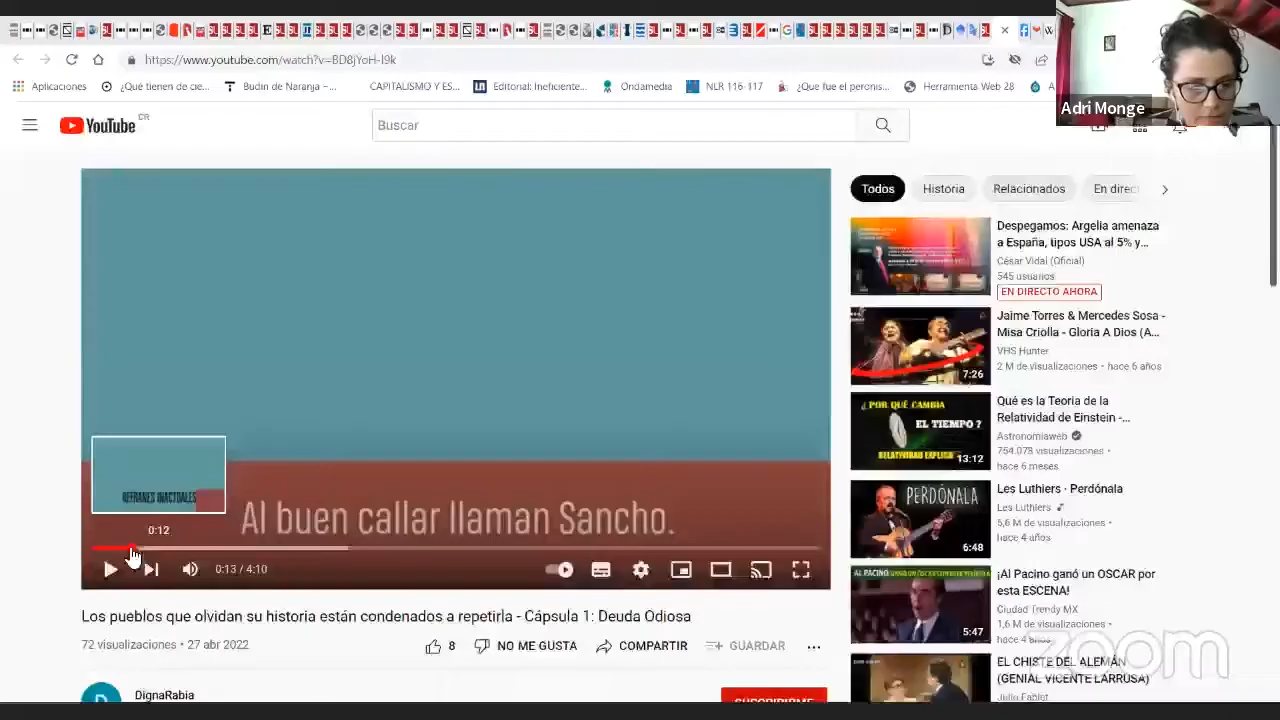 https://www.youtube.com/watch?v=BD8jYoH-l9k
Aplicaciones
¿Qué tienen de cie...
Budin de Naranja –...
CAPITALISMO Y ES...
Editorial: Ineficiente...
Ondamedia
NLR 116-117
¿Que fue el peronis...
Herramienta Web 28
Adri Monge
YouTube CR
Buscar
Todos
Historia
Relacionados
En direct
Despegamos: Argelia amenaza
a España, tipos USA al 5% y...
César Vidal (Oficial)
545 usuarios
EN DIRECTO AHORA
Jaime Torres & Mercedes Sosa -
Misa Criolla - Gloria A Dios (A...
VHS Hunter
2 M de visualizaciones • hace 6 años
7:26
¿POR QUÉ CAMBIA
EL TIEMPO?
13:12
Qué es la Teoria de la
Relatividad de Einstein -...
Astronomiaweb
754.078 visualizaciones •
hace 6 meses
PERDÓNALA
6:48
Les Luthiers - Perdónala
Les Luthiers
5,6 M de visualizaciones •
hace 4 años
AL PACINO
5:47
¡Al Pacino ganó un OSCAR por
esta ESCENA!
Ciudad Trendy MX
1,6 M de visualizaciones •
hace 4 años
EL CHISTE DEL ALEMÁN
(GENIAL VICENTE LARRUSA)
Julio Fablet
zoom
REFRANES INACTUALES
0:12
Al buen callar llaman Sancho.
0:13 / 4:10
Los pueblos que olvidan su historia están condenados a repetirla - Cápsula 1: Deuda Odiosa
72 visualizaciones • 27 abr 2022
8
NO ME GUSTA
COMPARTIR
GUARDAR
DignaRabia
SUSCRIBIRME